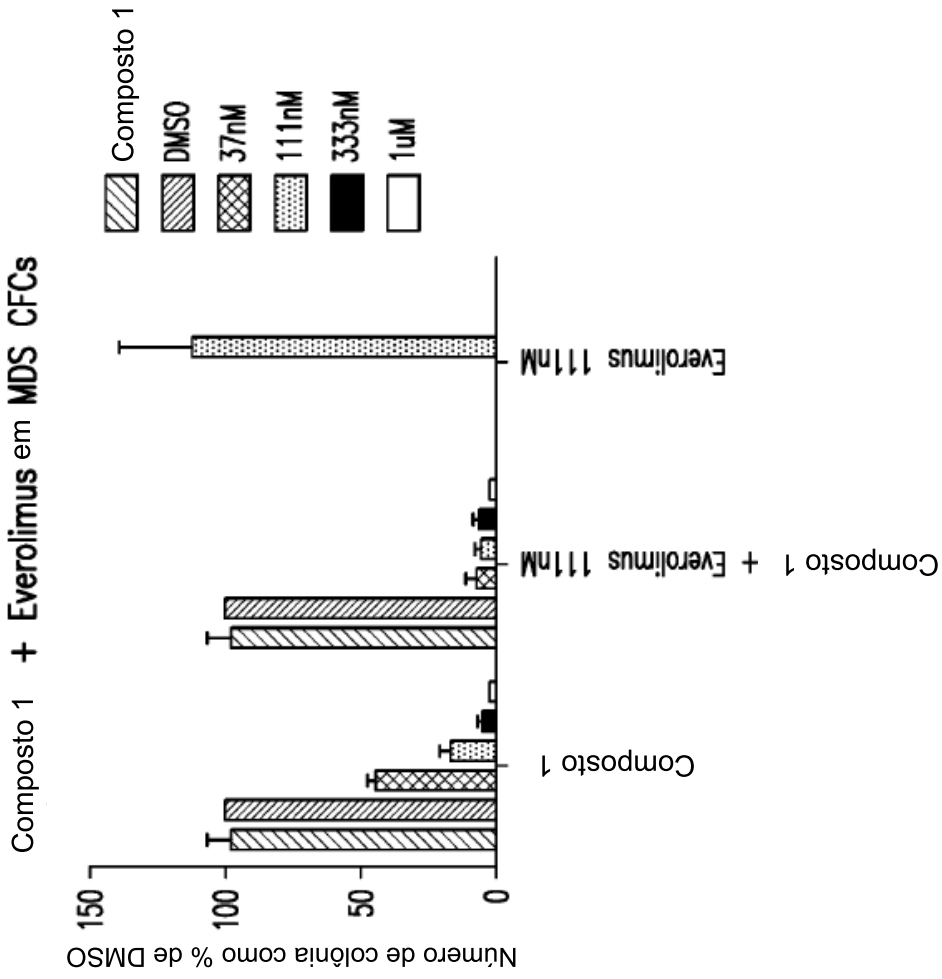 Composto 1 + Everolimus em MDS CFCs
Número de colônia como % de DMSO
150
100
50
0
Composto 1
Composto 1 + Everolimus 111nM
Everolimus 111nM
Composto 1
DMSO
37nM
111nM
333nM
1uM